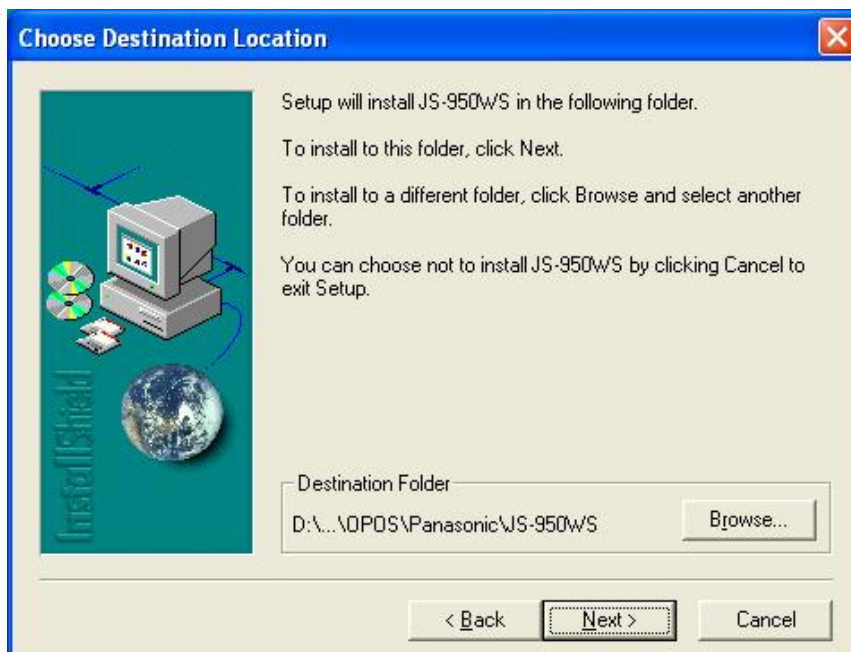 Choose Destination Location
Setup will install JS-950WS in the following folder.
To install to this folder, click Next.
To install to a different folder, click Browse and select another
folder.
You can choose not to install JS-950WS by clicking Cancel to
exit Setup.
InstallShield
Destination Folder
D:\...\OPOS\Panasonic\JS-950WS
Browse...
< Back
Next >
Cancel